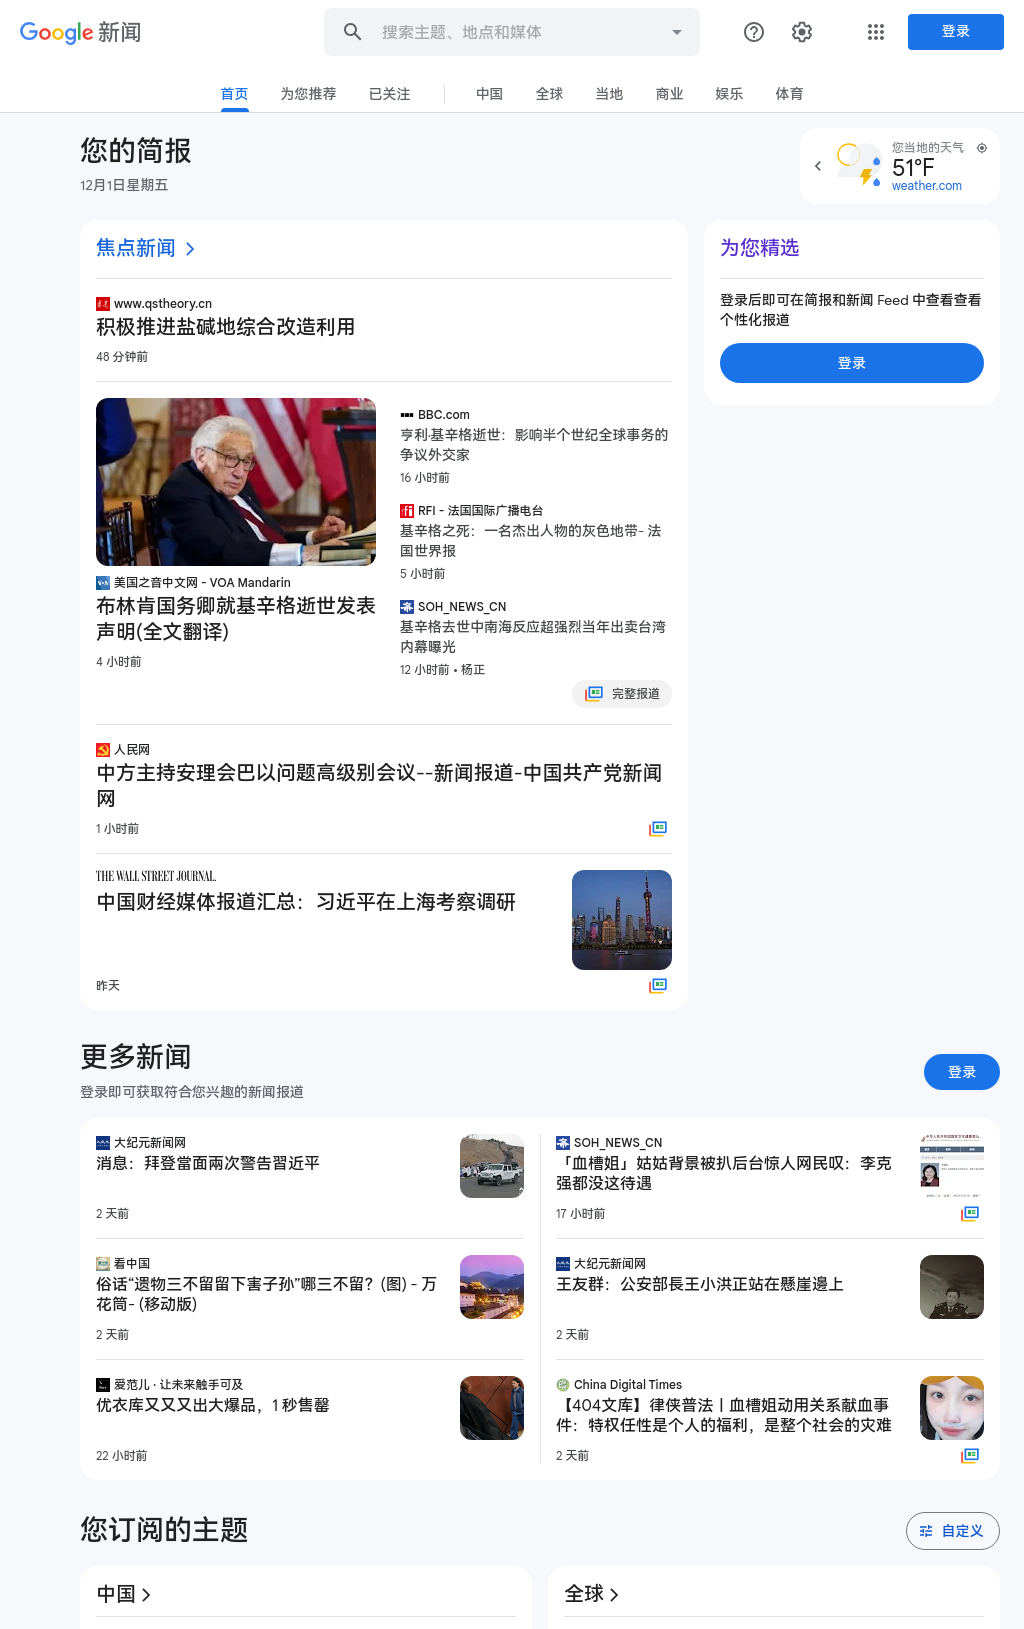 Google 新闻
搜索主题、地点和媒体
登录
首页
为您推荐
已关注
中国
全球
当地
商业
娱乐
体育
您的简报
12月1日星期五
您当地的天气
51°F
weather.com
焦点新闻
www.qstheory.cn
积极推进盐碱地综合改造利用
48 分钟前
美国之音中文网 - VOA Mandarin
布林肯国务卿就基辛格逝世发表
声明(全文翻译)
4 小时前
BBC.com
亨利·基辛格逝世：影响半个世纪全球事务的
争议外交家
16 小时前
RFI - 法国国际广播电台
基辛格之死：一名杰出人物的灰色地带- 法
国世界报
5 小时前
SOH_NEWS_CN
基辛格去世中南海反应超强烈当年出卖台湾
内幕曝光
12 小时前 • 杨正
完整报道
人民网
中方主持安理会巴以问题高级别会议--新闻报道-中国共产党新闻
网
1 小时前
THE WALL STREET JOURNAL.
中国财经媒体报道汇总：习近平在上海考察调研
昨天
为您精选
登录后即可在简报和新闻 Feed 中查看查看
个性化报道
登录
更多新闻
登录即可获取符合您兴趣的新闻报道
登录
大纪元新闻网
消息：拜登當面兩次警告習近平
2 天前
看中国
俗话“遗物三不留留下害子孙”哪三不留？(图) - 万
花筒- (移动版)
2 天前
爱范儿 · 让未来触手可及
优衣库又又又出大爆品，1 秒售罄
22 小时前
SOH_NEWS_CN
「血槽姐」姑姑背景被扒后台惊人网民叹：李克
强都没这待遇
17 小时前
大纪元新闻网
王友群：公安部長王小洪正站在懸崖邊上
2 天前
China Digital Times
【404文库】律侠普法丨血槽姐动用关系献血事
件：特权任性是个人的福利，是整个社会的灾难
2 天前
您订阅的主题
自定义
中国
全球